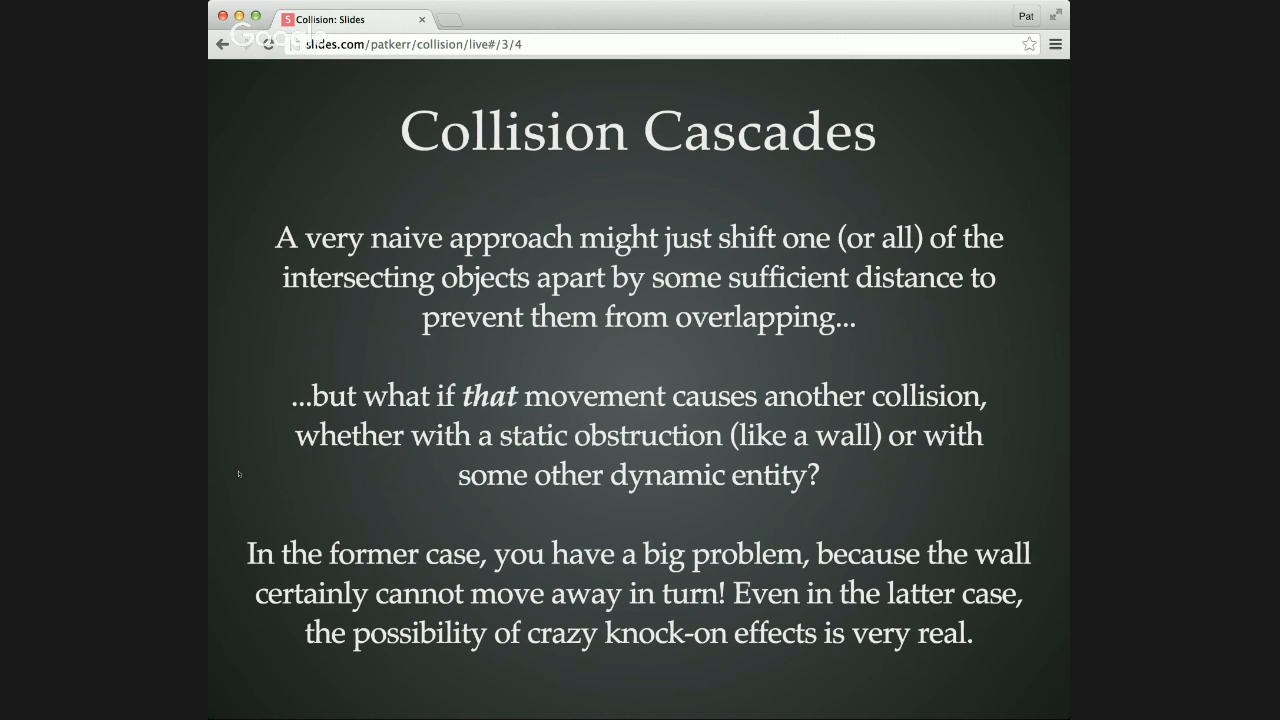 Collision: Slides
Pat
Google
slides.com/patkerr/collision/live#/3/4
Collision Cascades
A very naive approach might just shift one (or all) of the
intersecting objects apart by some sufficient distance to
prevent them from overlapping...
...but what if that movement causes another collision,
whether with a static obstruction (like a wall) or with
some other dynamic entity?
In the former case, you have a big problem, because the wall
certainly cannot move away in turn! Even in the latter case,
the possibility of crazy knock-on effects is very real.